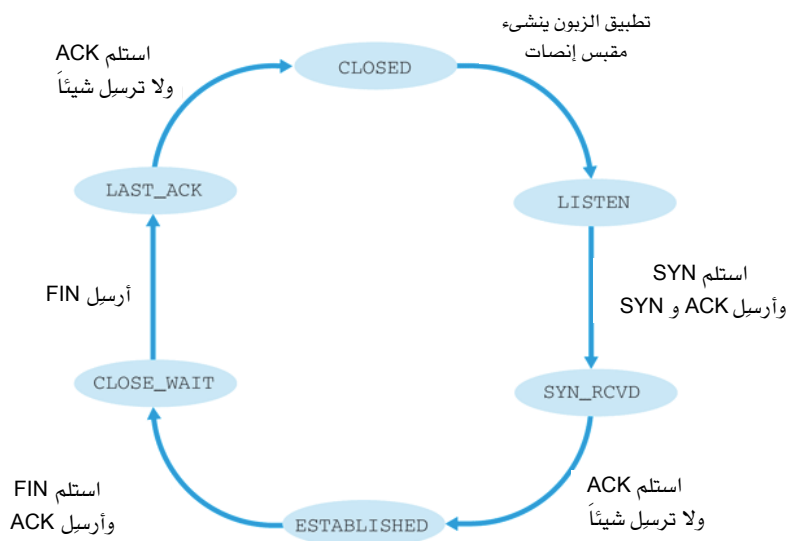 تطبيق الزبون ينشىء
مقبس إنصات
استلم ACK
ولا ترسِل شيئاً
CLOSED
LAST_ACK
LISTEN
استلم SYN
وأرسِل ACK و SYN
أرسِل FIN
CLOSE_WAIT
SYN_RCVD
استلم FIN
وأرسِل ACK
استلم ACK
ولا ترسِل شيئاً
ESTABLISHED